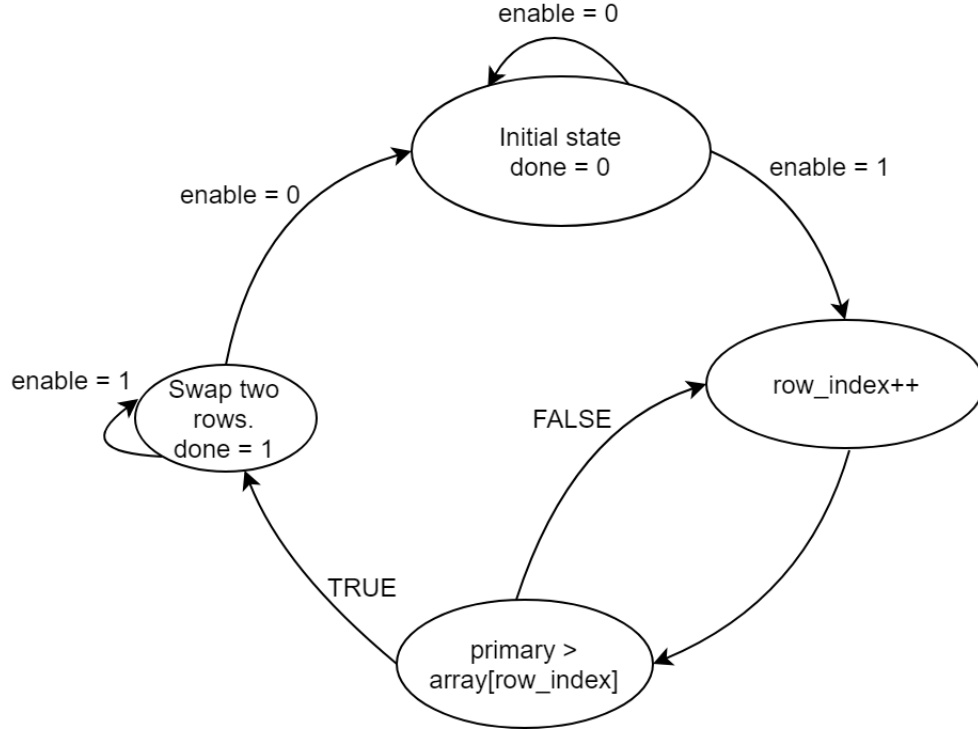 enable = 0
Initial state
done = 0
enable = 1
enable = 0
row_index++
enable = 1
Swap two
rows.
done = 1
FALSE
TRUE
primary >
array[row_index]